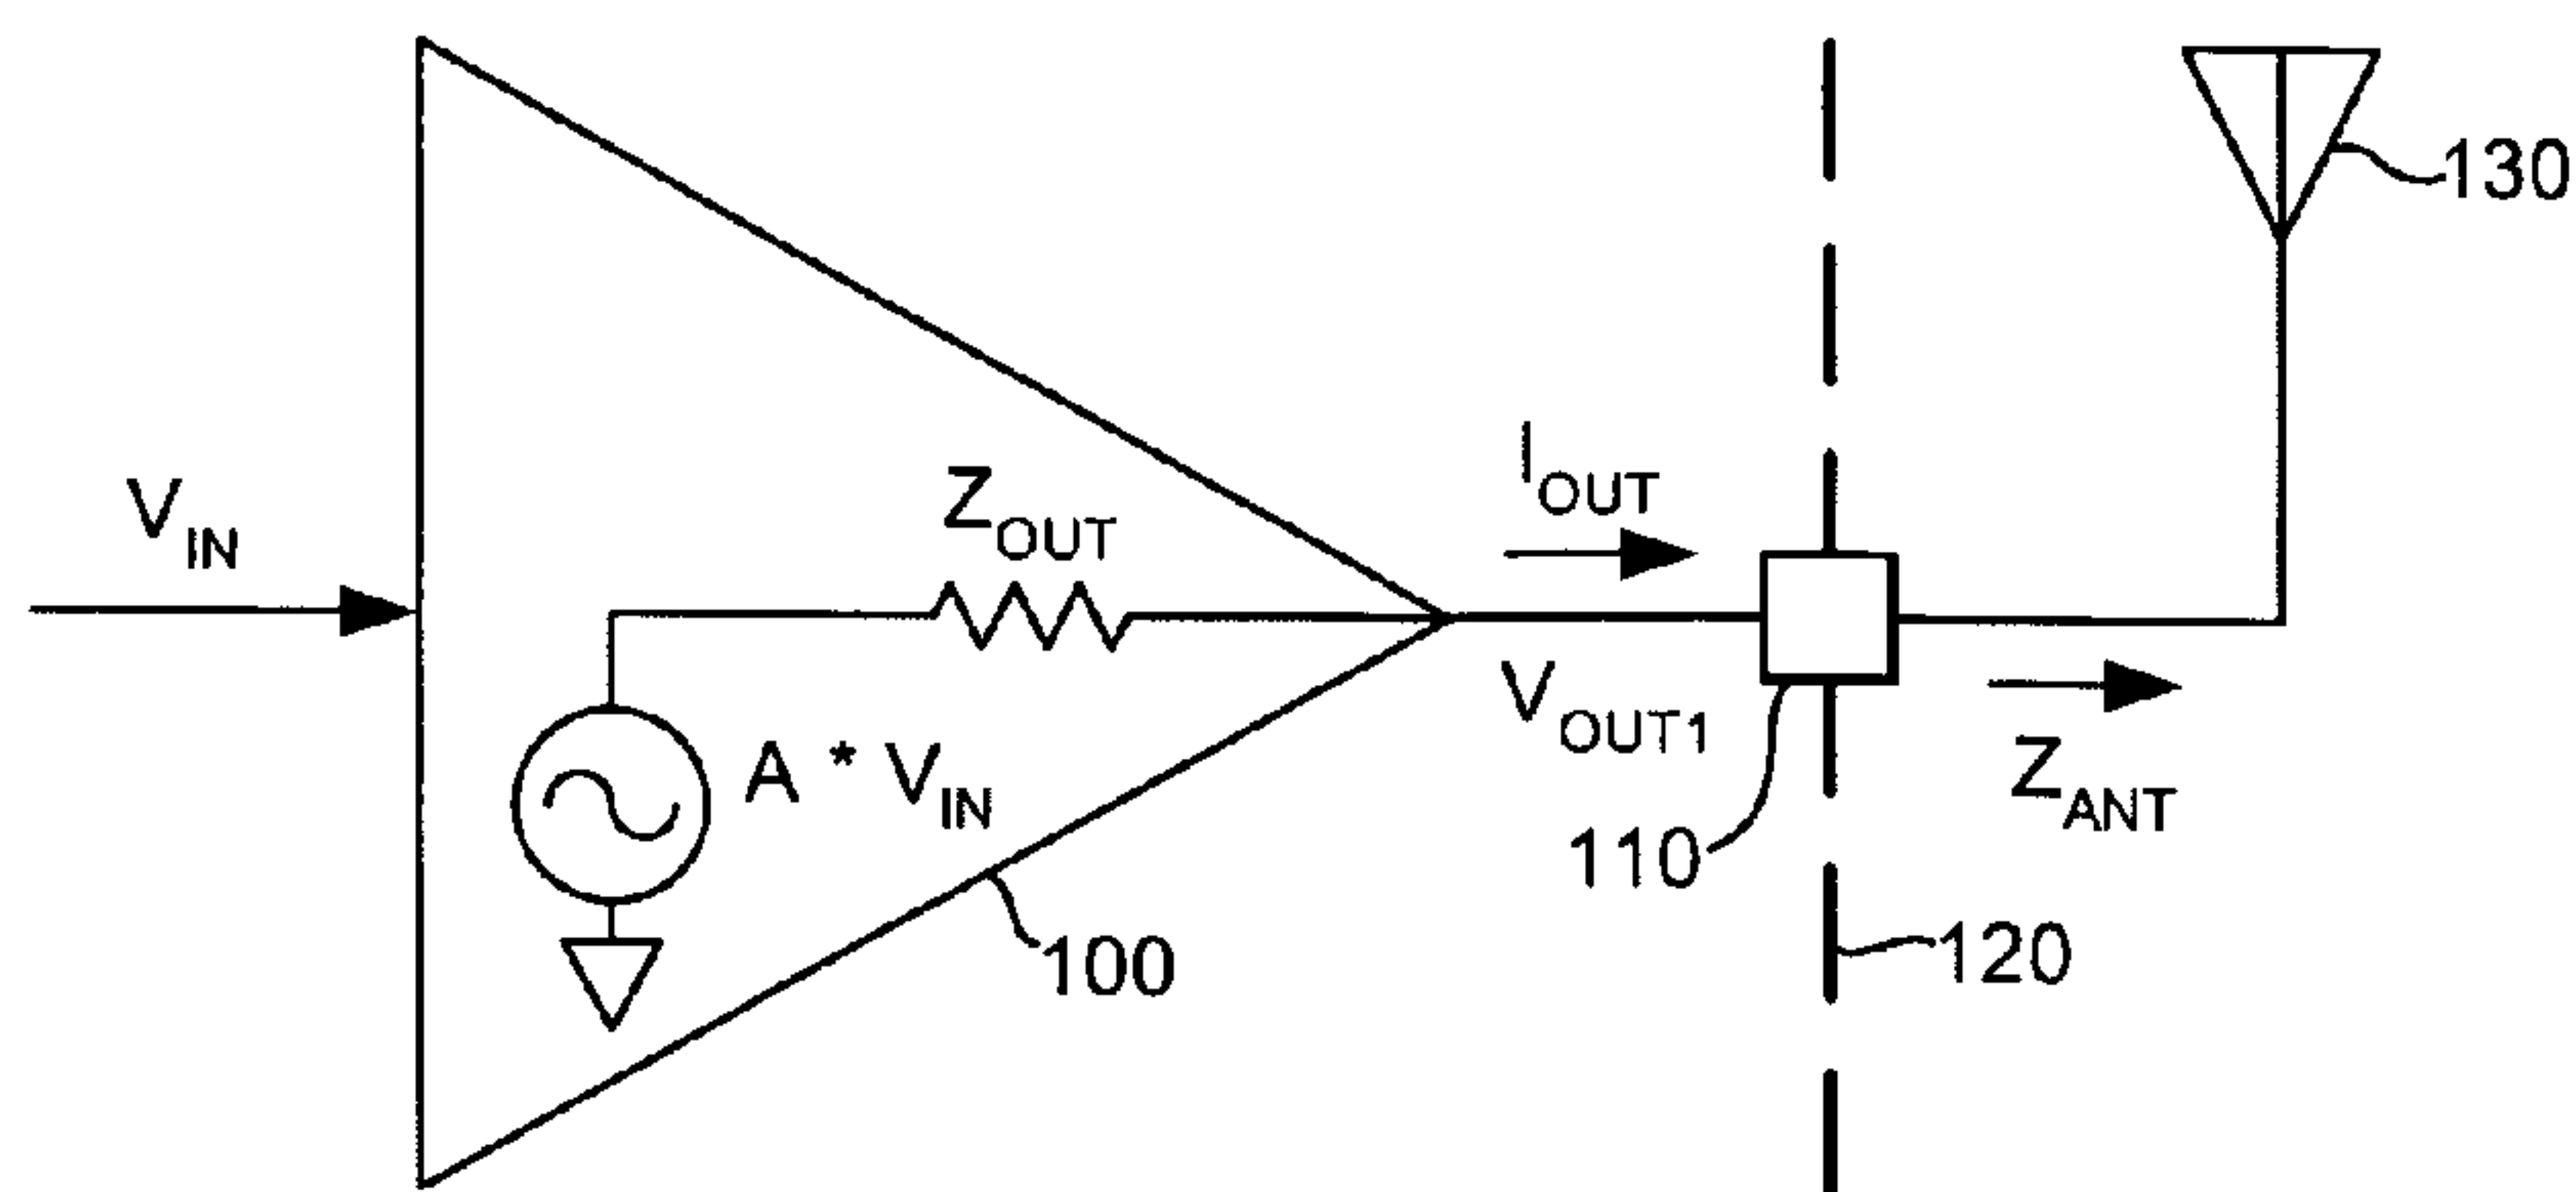 130
I_OUT
V_IN
Z_OUT
V_OUT1
A * V_IN
Z_ANT
110
100
120